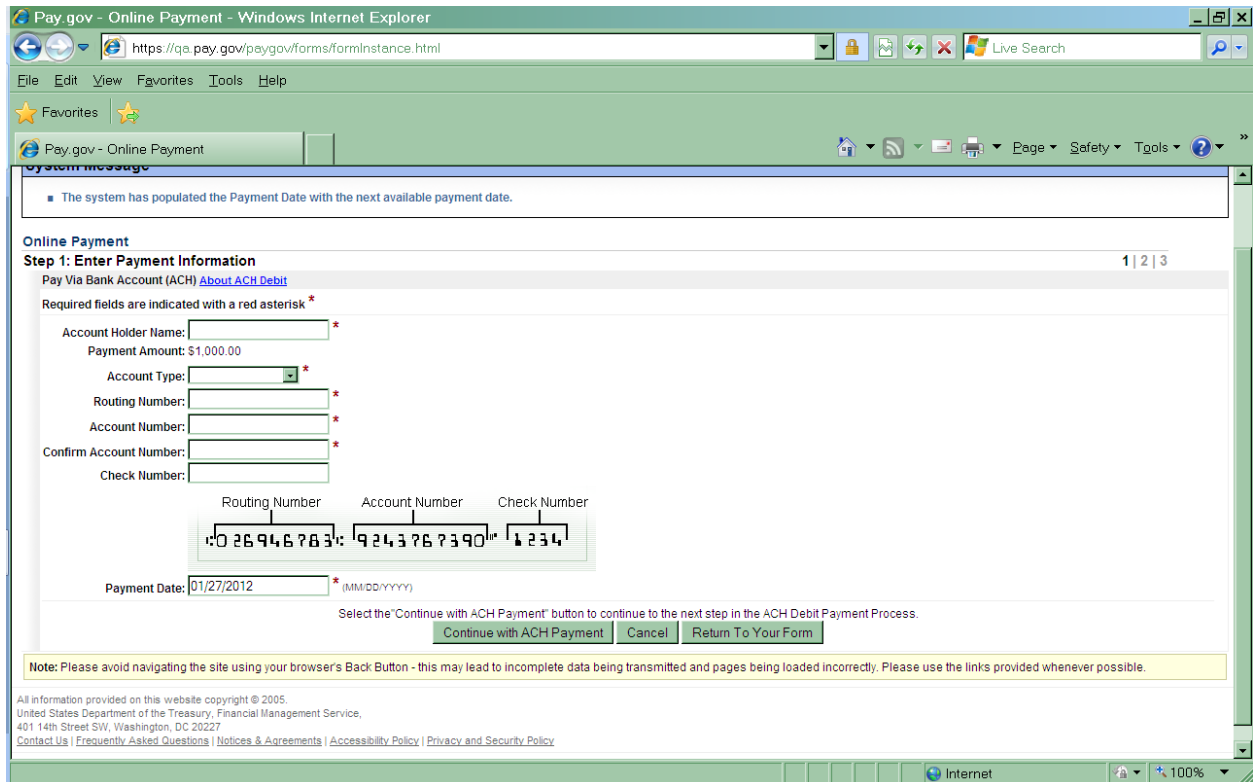 Pay.gov - Online Payment - Windows Internet Explorer
https://qa.pay.gov/paygov/forms/formInstance.html
Live Search
File Edit View Favorites Tools Help
Favorites
Pay.gov - Online Payment
Page Safety Tools »
System Message
The system has populated the Payment Date with the next available payment date.
Online Payment
Step 1: Enter Payment Information 1 | 2 | 3
Pay Via Bank Account (ACH) About ACH Debit
Required fields are indicated with a red asterisk *
Account Holder Name: *
Payment Amount: $1,000.00
Account Type: *
Routing Number: *
Account Number: *
Confirm Account Number: *
Check Number:
Routing Number Account Number Check Number
⑆026946783⑆ 9243767390⑈ 1234
Payment Date: 01/27/2012 * (MM/DD/YYYY)
Select the"Continue with ACH Payment" button to continue to the next step in the ACH Debit Payment Process.
Continue with ACH Payment Cancel Return To Your Form
Note: Please avoid navigating the site using your browser's Back Button - this may lead to incomplete data being transmitted and pages being loaded incorrectly. Please use the links provided whenever possible.
All information provided on this website copyright © 2005.
United States Department of the Treasury, Financial Management Service,
401 14th Street SW, Washington, DC 20227
Contact Us | Frequently Asked Questions | Notices & Agreements | Accessibility Policy | Privacy and Security Policy
Internet 100%